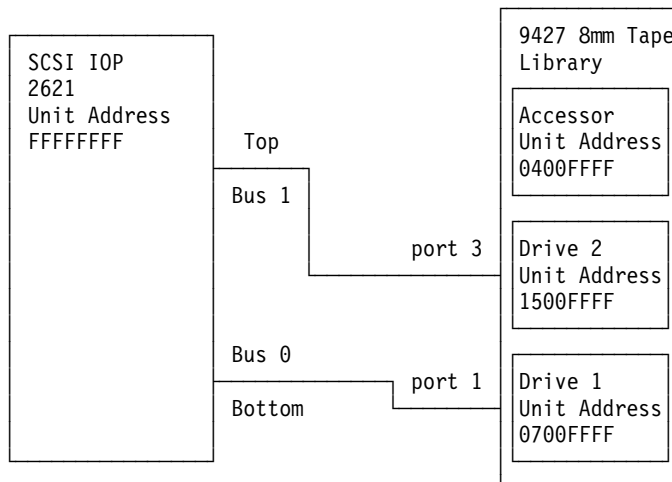 SCSI IOP
2621
Unit Address
FFFFFFFF
Top
Bus 1
port 3
Bus 0
port 1
Bottom
9427 8mm Tape
Library
Accessor
Unit Address
0400FFFF
Drive 2
Unit Address
1500FFFF
Drive 1
Unit Address
0700FFFF